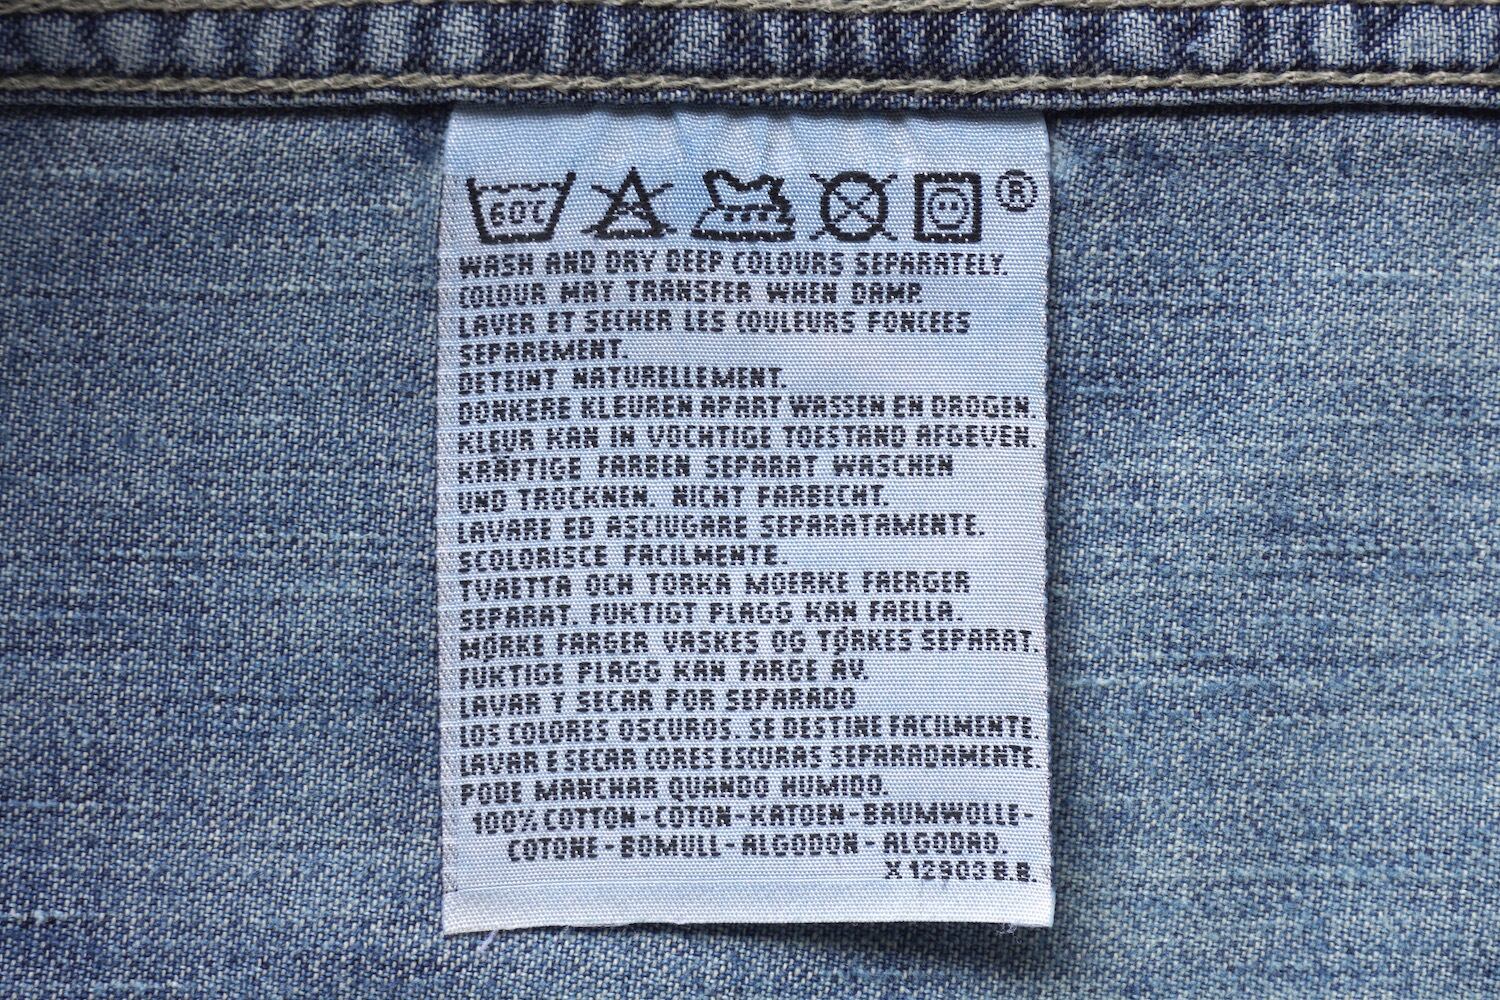 60C
®
WASH AND DRY DEEP COLOURS SEPARATELY.
COLOUR MAY TRANSFER WHEN DAMP.
LAVER ET SECHER LES COULEURS FONCEES
SEPAREMENT.
DETEINT NATURELLEMENT.
DONKERE KLEUREN APART WASSEN EN DROGEN.
KLEUR KAN IN VOCHTIGE TOESTAND AFGEVEN.
KRÄFTIGE FARBEN SEPARAT WASCHEN
UND TROCKNEN. NICHT FARBECHT.
LAVARE ED ASCIUGARE SEPARATAMENTE.
SCOLORISCE FACILMENTE.
TVAETTA OCH TORKA MOERKE FAERGER
SEPARAT. FUKTIGT PLAGG KAN FAELLA.
MØRKE FARGER VASKES OG TØRKES SEPARAT.
FUKTIGE PLAGG KAN FARGE AV.
LAVAR Y SECAR POR SEPARADO
LOS COLORES OSCUROS. SE DESTINE FACILMENTE.
LAVAR E SECAR CORES ESCURAS SEPARADAMENTE.
PODE MANCHAR QUANDO HUMIDO.
100% COTTON-COTON-KATOEN-BAUMWOLLE-
COTONE-BOMULL-ALGODON-ALGODAO.
X 12903 B.B.